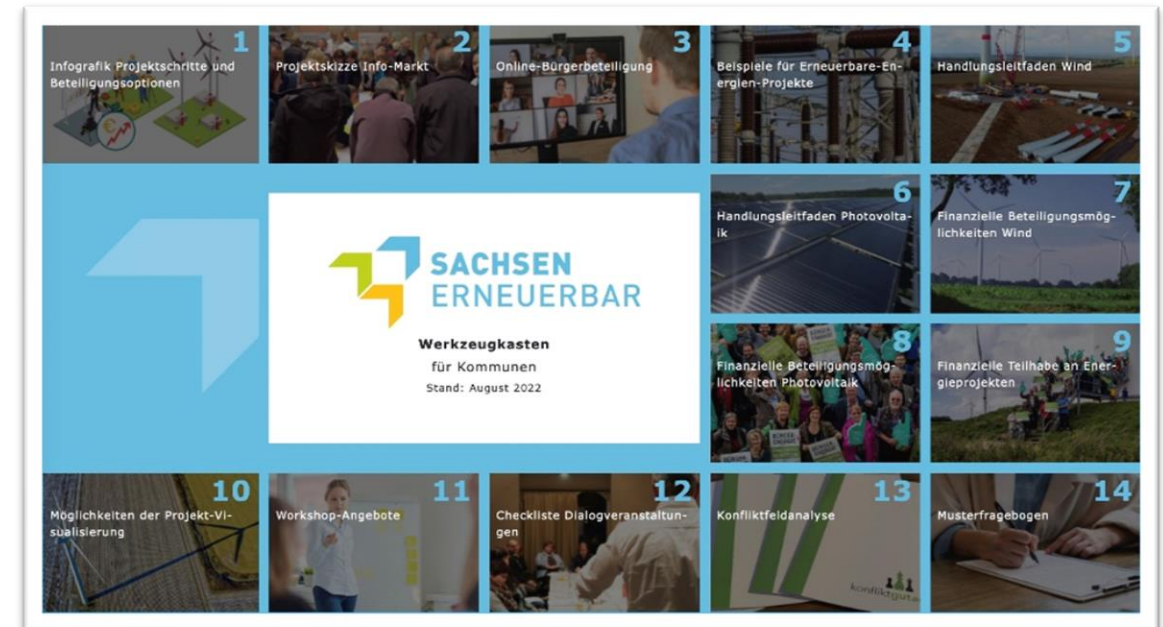 1
Infografik Projektschritte und
Beteiligungsoptionen
2
Projektskizze Info-Markt
3
Online-Bürgerbeteiligung
4
Beispiele für Erneuerbare-En-
ergien-Projekte
5
Handlungsleitfaden Wind
6
Handlungsleitfaden Photovolta-
ik
7
Finanzielle Beteiligungsmög-
lichkeiten Wind
SACHSEN
ERNEUERBAR
Werkzeugkasten
für Kommunen
Stand: August 2022
8
Finanzielle Beteiligungsmög-
lichkeiten Photovoltaik
9
Finanzielle Teilhabe an Ener-
gieprojekten
10
Möglichkeiten der Projekt-Vi-
sualisierung
11
Workshop-Angebote
12
Checkliste Dialogveranstaltun-
gen
13
Konfliktfeldanalyse
konfliktguta
14
Musterfragebogen